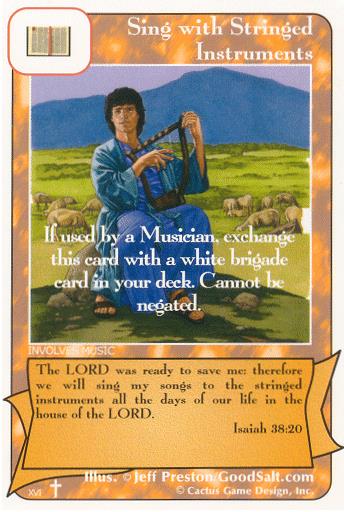 Sing with Stringed
Instruments
If used by a Musician, exchange
this card with a white brigade
card in your deck. Cannot be
negated.
INVOLVES MUSIC
The LORD was ready to save me: therefore
we will sing my songs to the stringed
instruments all the days of our life in the
house of the LORD.
Isaiah 38:20
Illus. ©Jeff Preston/GoodSalt.com
XVI
© Cactus Game Design, Inc.